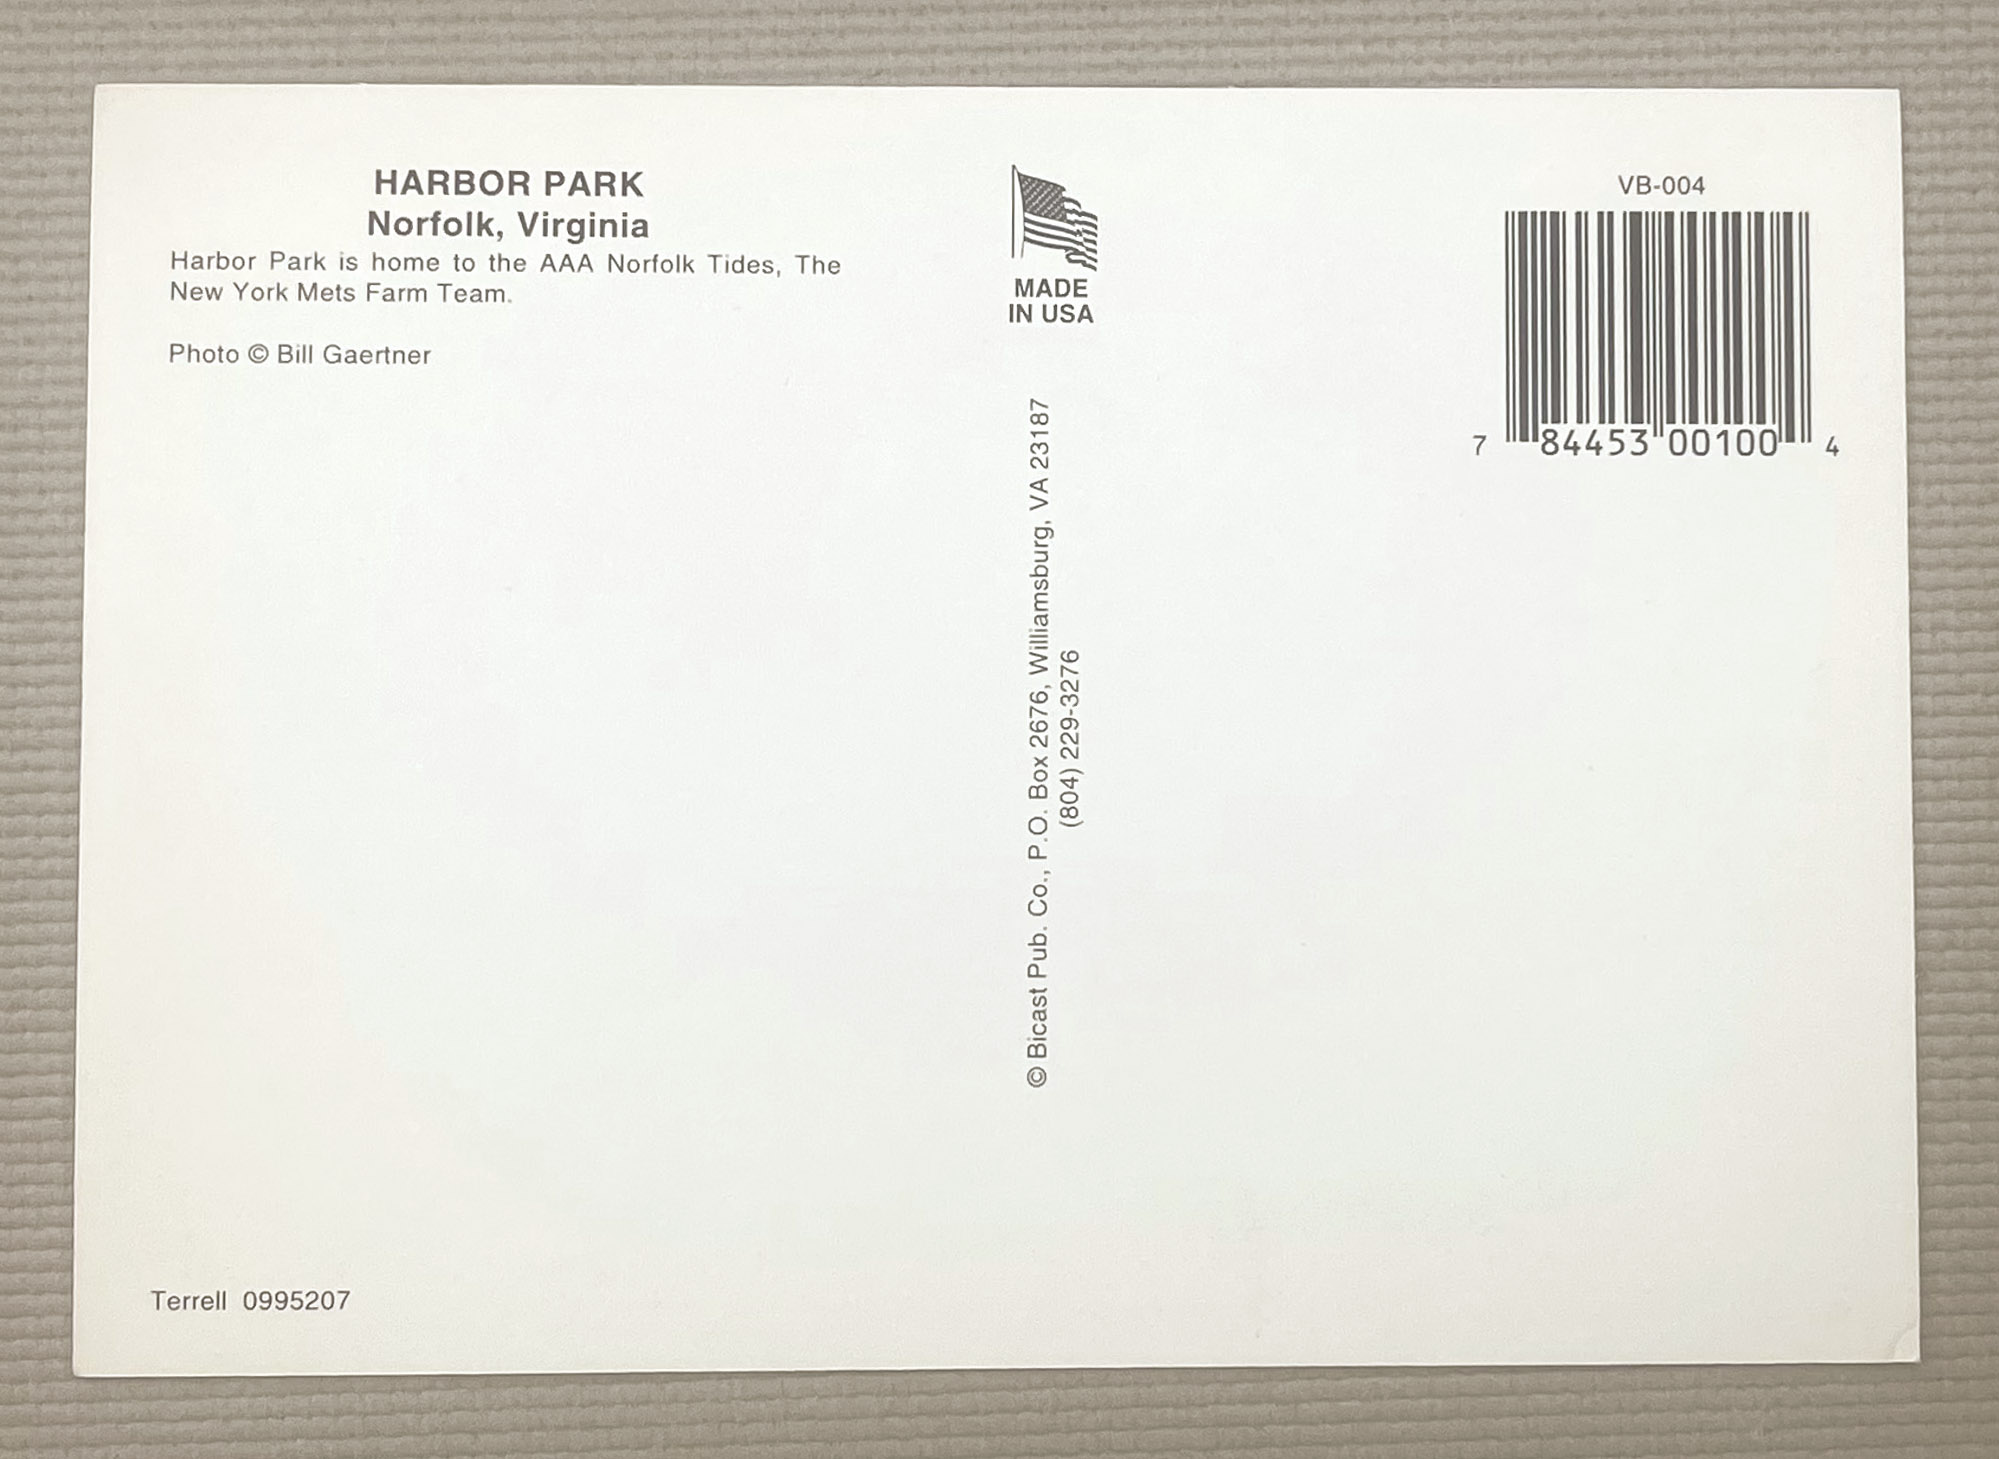 HARBOR PARK
Norfolk, Virginia
Harbor Park is home to the AAA Norfolk Tides, The
New York Mets Farm Team.
Photo © Bill Gaertner
MADE
IN USA
© Bicast Pub. Co., P.O. Box 2676, Williamsburg, VA 23187
(804) 229-3276
VB-004
7 84453 00100 4
Terrell 0995207